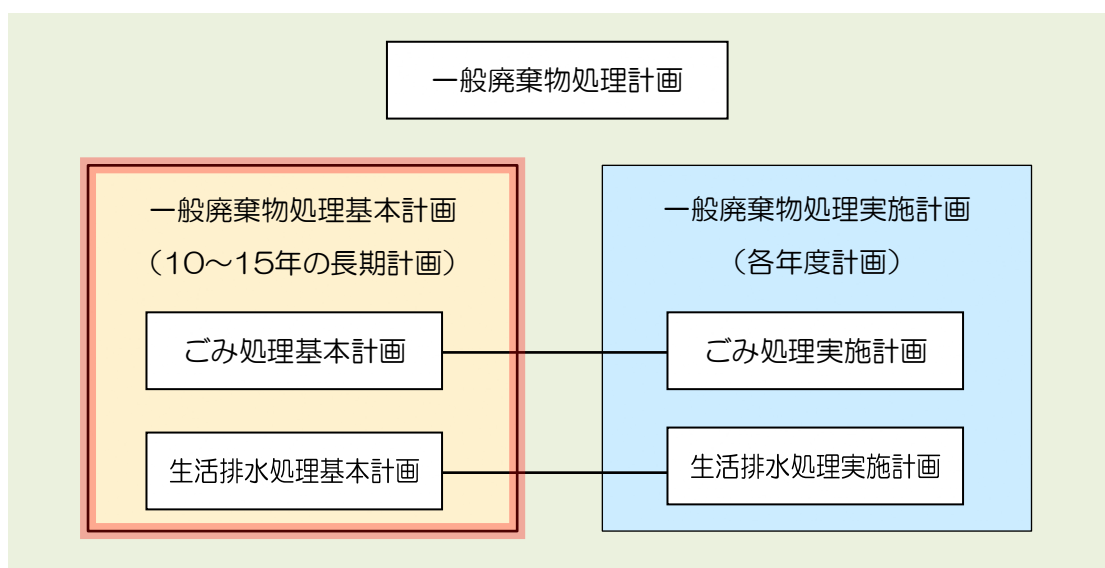 一般廃棄物処理計画
一般廃棄物処理基本計画
（10～15年の長期計画）
ごみ処理基本計画
生活排水処理基本計画
一般廃棄物処理実施計画
（各年度計画）
ごみ処理実施計画
生活排水処理実施計画